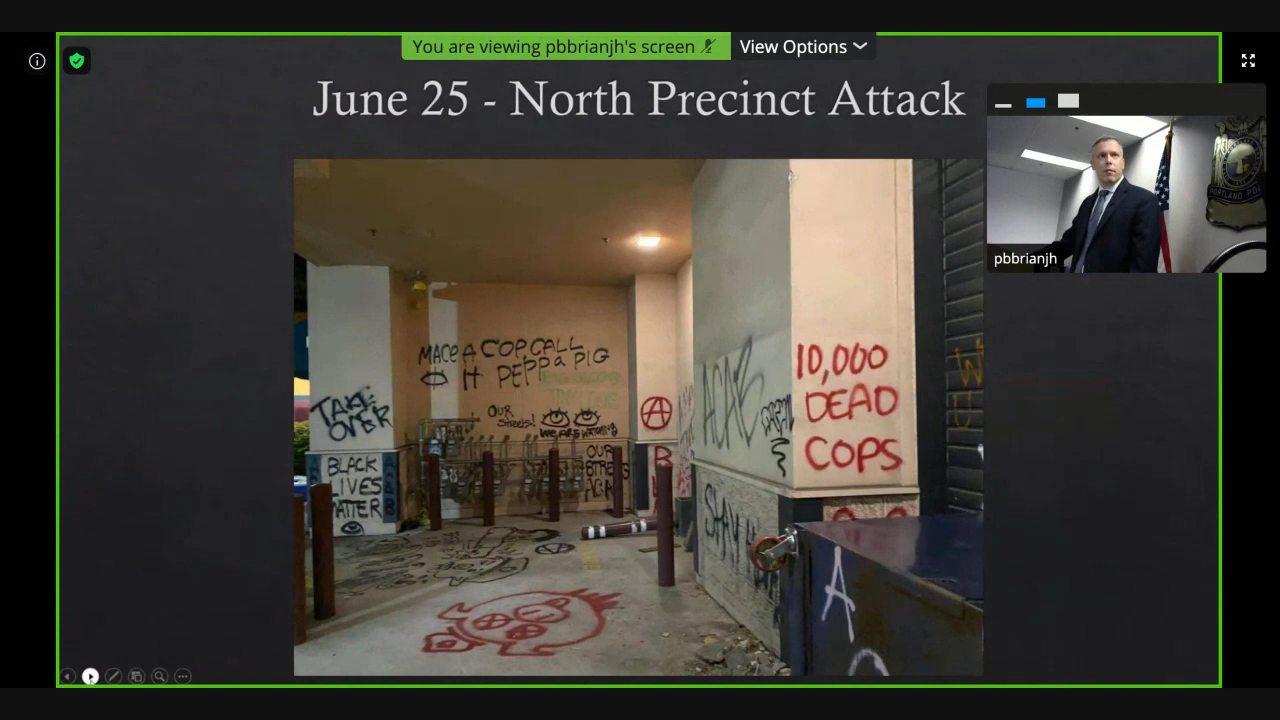 You are viewing pbbrianjh's screen
View Options
June 25 - North Precinct Attack
pbbrianjh
MACE A COP CALL
IT PEPPA PIG
OUR
Streets!
WE ARE WATCHING
TAKE
OVER
BLACK
LIVES
MATTER
OUR
A
ACAB
10,000
DEAD
COPS
STAY
A